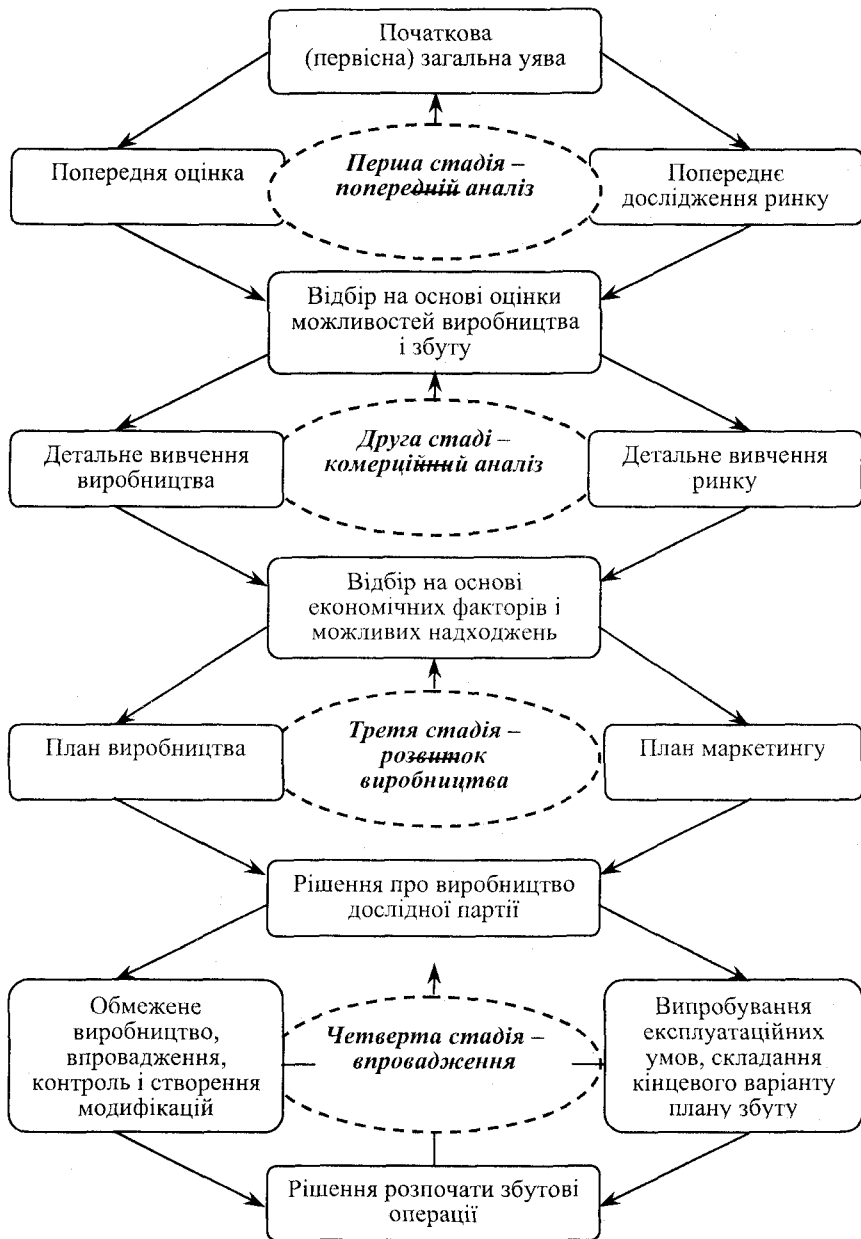 Початкова
(первісна) загальна уява
Попередня оцінка
Перша стадія –
попередній аналіз
Попереднє
дослідження ринку
Відбір на основі оцінки
можливостей виробництва
і збуту
Детальне вивчення
виробництва
Друга стаді –
комерційний аналіз
Детальне вивчення
ринку
Відбір на основі
економічних факторів і
можливих надходжень
План виробництва
Третя стадія –
розвиток
виробництва
План маркетингу
Рішення про виробництво
дослідної партії
Обмежене
виробництво,
впровадження,
контроль і створення
модифікацій
Четверта стадія –
впровадження
Випробування
експлуатаційних
умов, складання
кінцевого варіанту
плану збуту
Рішення розпочати збутові
операції